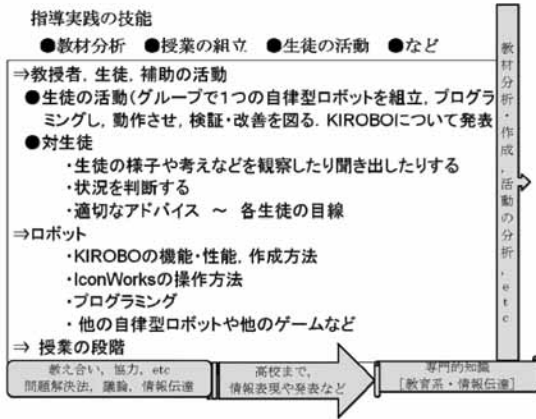 指導実践の技能
●教材分析 ●授業の組立 ●生徒の活動 ●など
⇒教授者, 生徒, 補助の活動
●生徒の活動(グループで1つの自律型ロボットを組立, プログラ
ミングし, 動作させ, 検証・改善を図る. KIROBOについて発表
●対生徒
・生徒の様子や考えなどを観察したり聞き出したりする
・状況を判断する
・適切なアドバイス ~ 各生徒の目線
⇒ロボット
・KIROBOの機能・性能, 作成方法
・IconWorksの操作方法
・プログラミング
・他の自律型ロボットや他のゲームなど
⇒ 授業の段階
教材分析・作成, 活動の分析, etc
教え合い, 協力, etc
問題解決法, 議論, 情報伝達
高校まで,
情報表現や発表など
専門的知識
[教育系・情報伝達]